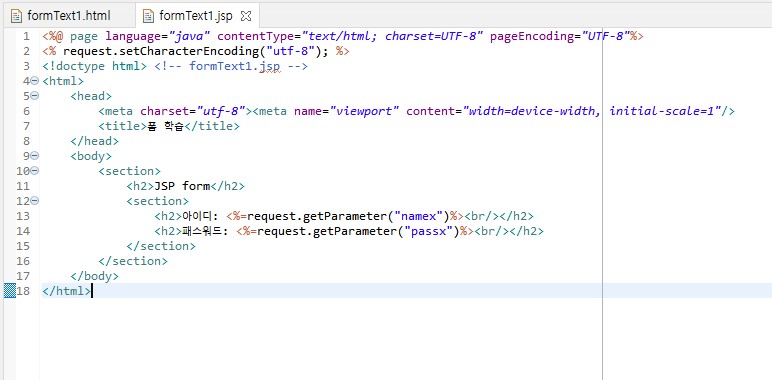 formText1.html formText1.jsp
1 <%@ page language="java" contentType="text/html; charset=UTF-8" pageEncoding="UTF-8"%>
2 <% request.setCharacterEncoding("utf-8"); %>
3 <!doctype html> <!-- formText1.jsp -->
4 <html>
5 <head>
6 <meta charset="utf-8"><meta name="viewport" content="width=device-width, initial-scale=1"/>
7 <title>폼 학습</title>
8 </head>
9 <body>
10 <section>
11 <h2>JSP form</h2>
12 <section>
13 <h2>아이디: <%=request.getParameter("namex")%><br/></h2>
14 <h2>패스워드: <%=request.getParameter("passx")%><br/></h2>
15 </section>
16 </section>
17 </body>
18 </html>